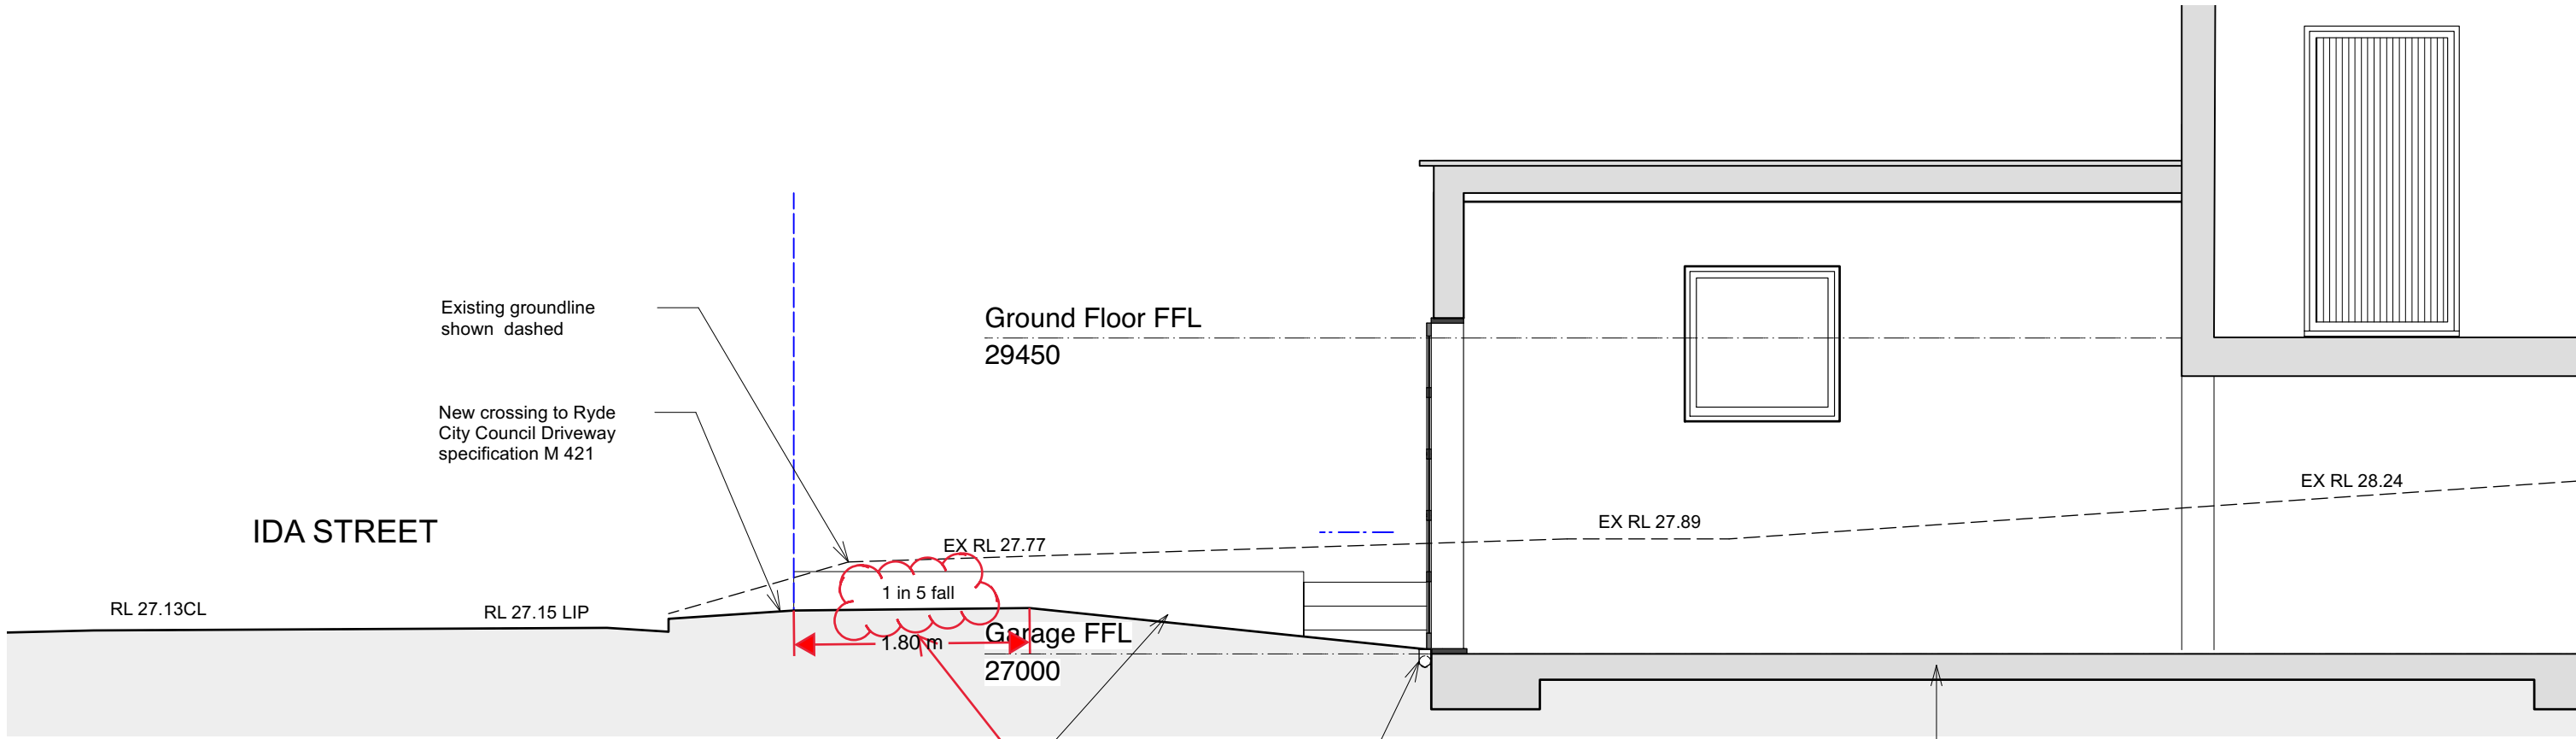 Existing groundline
shown dashed
Ground Floor FFL
29450
New crossing to Ryde
City Council Driveway
specification M 421
EX RL 28.24
IDA STREET
EX RL 27.89
EX RL 27.77
1 in 5 fall
RL 27.13CL
RL 27.15 LIP
Garage FFL
1.80 m
27000